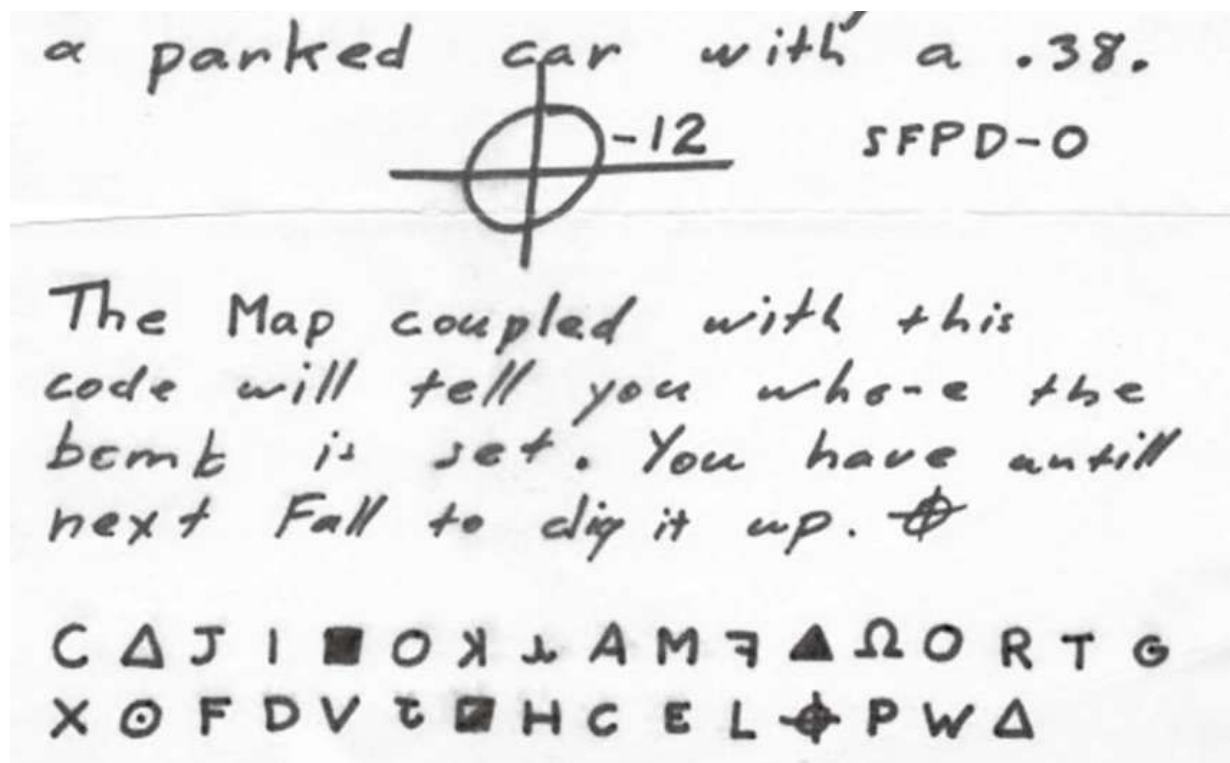 a parked car with a .38.
-12 SFPD-0
The Map coupled with this
code will tell you whore the
bomb is set. You have untill
next Fall to dig it up. ⌖
C Δ J I ■ O ꓘ ⅄ A M ꟻ ▲ Ω O R T G
X ⊙ F D V Ƨ ◪ H C E L ⌖ P W Δ